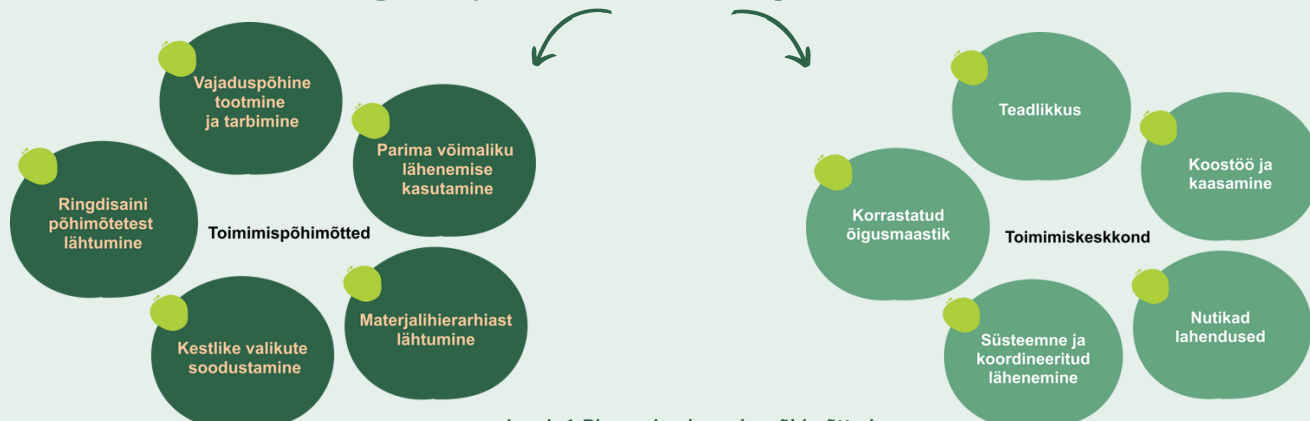 Vajaduspõhine
tootmine
ja tarbimine
Parima võimaliku
lähenemise
kasutamine
Ringdisaini
põhimõtetest
lähtumine
Toimimispõhimõtted
Materjalihierarhiast
lähtumine
Kestlike valikute
soodustamine
Teadlikkus
Koostöö ja
kaasamine
Korrastatud
õigusmaastik
Toimimiskeskkond
Nutikad
lahendused
Süsteemne ja
koordineeritud
lähenemine